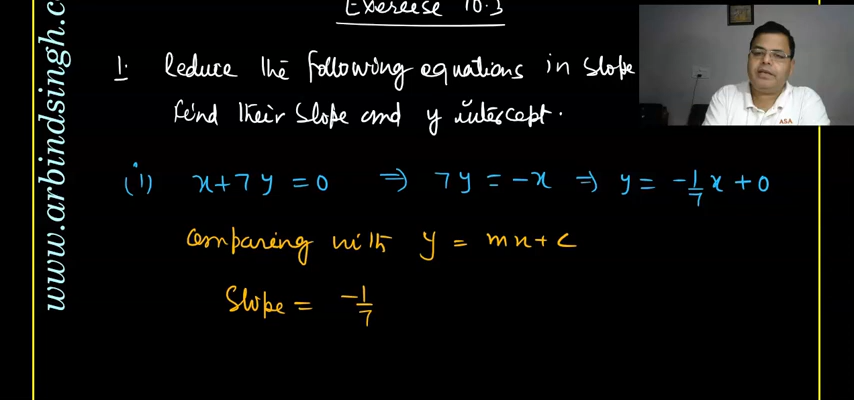 Exercise 10.3
1. Reduce the following equations in slope
find their slope and y intercept.
(i) x+7y=0 ⇒ 7y=-x ⇒ y= -1/7 x+0
comparing with y = mx+c
Slope = -1/7
www.arbindsingh.c
ASA